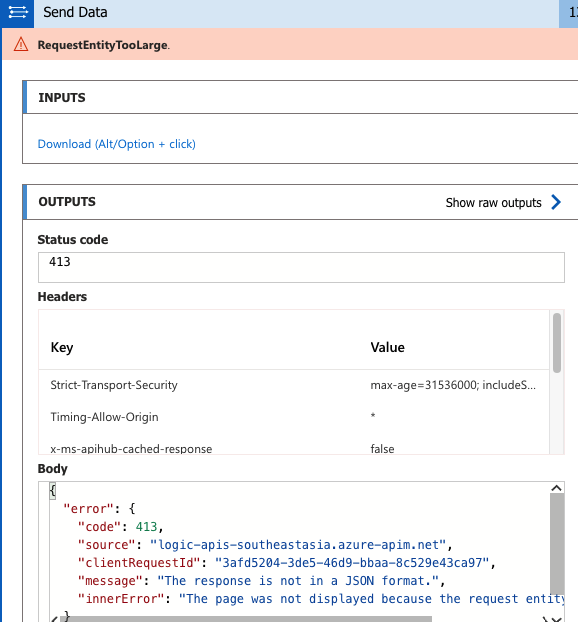 Send Data
RequestEntityTooLarge.
INPUTS
Download (Alt/Option + click)
OUTPUTS
Show raw outputs
Status code
413
Headers
Key Value
Strict-Transport-Security max-age=31536000; includeS...
Timing-Allow-Origin *
x-ms-apihub-cached-response false
Body
{
"error": {
"code": 413,
"source": "logic-apis-southeastasia.azure-apim.net",
"clientRequestId": "3afd5204-3de5-46d9-bbaa-8c529e43ca97",
"message": "The response is not in a JSON format.",
"innerError": "The page was not displayed because the request entity
}